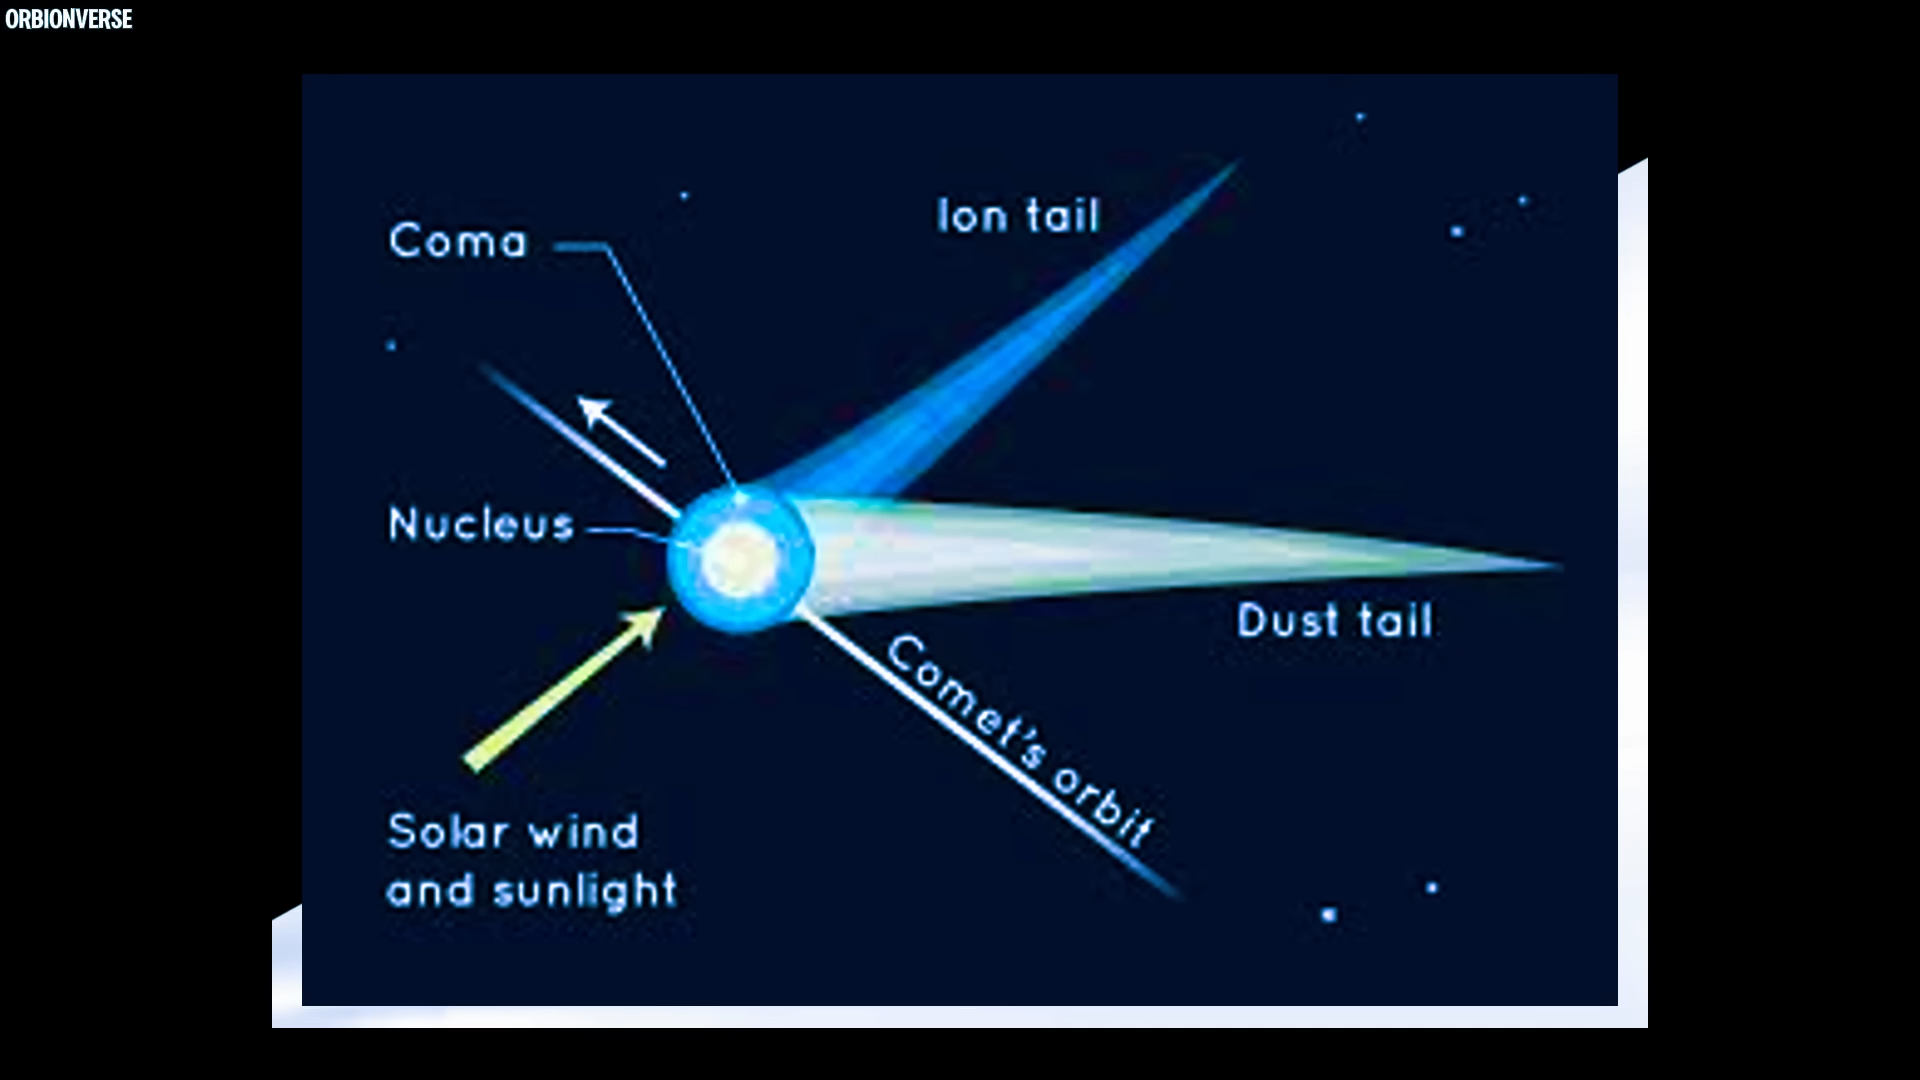 ORBIONVERSE
Ion tail
Coma
Nucleus
Dust tail
Comet's orbit
Solar wind
and sunlight